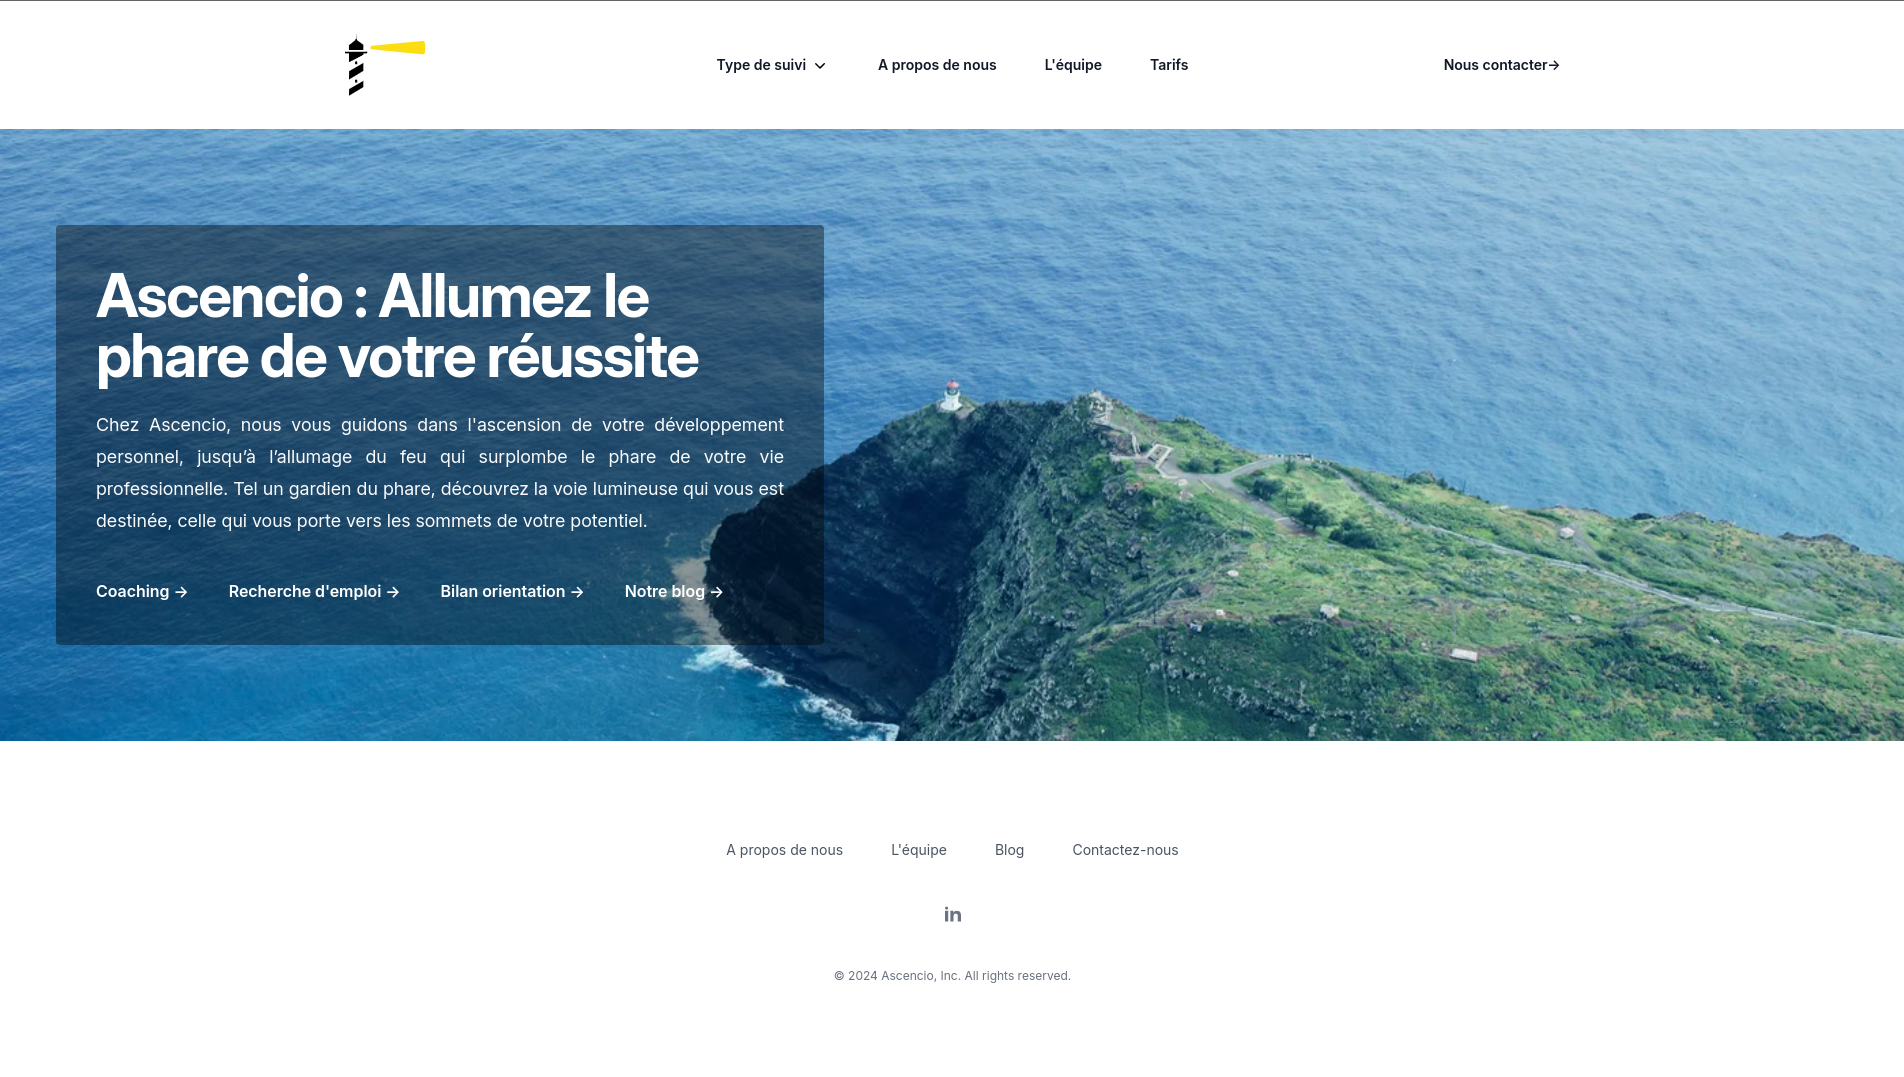 Type de suivi
A propos de nous
L'équipe
Tarifs
Nous contacter→
Ascencio : Allumez le
phare de votre réussite
Chez Ascencio, nous vous guidons dans l'ascension de votre développement
personnel, jusqu’à l’allumage du feu qui surplombe le phare de votre vie
professionnelle. Tel un gardien du phare, découvrez la voie lumineuse qui vous est
destinée, celle qui vous porte vers les sommets de votre potentiel.
Coaching →
Recherche d'emploi →
Bilan orientation →
Notre blog →
A propos de nous
L'équipe
Blog
Contactez-nous
in
© 2024 Ascencio, Inc. All rights reserved.